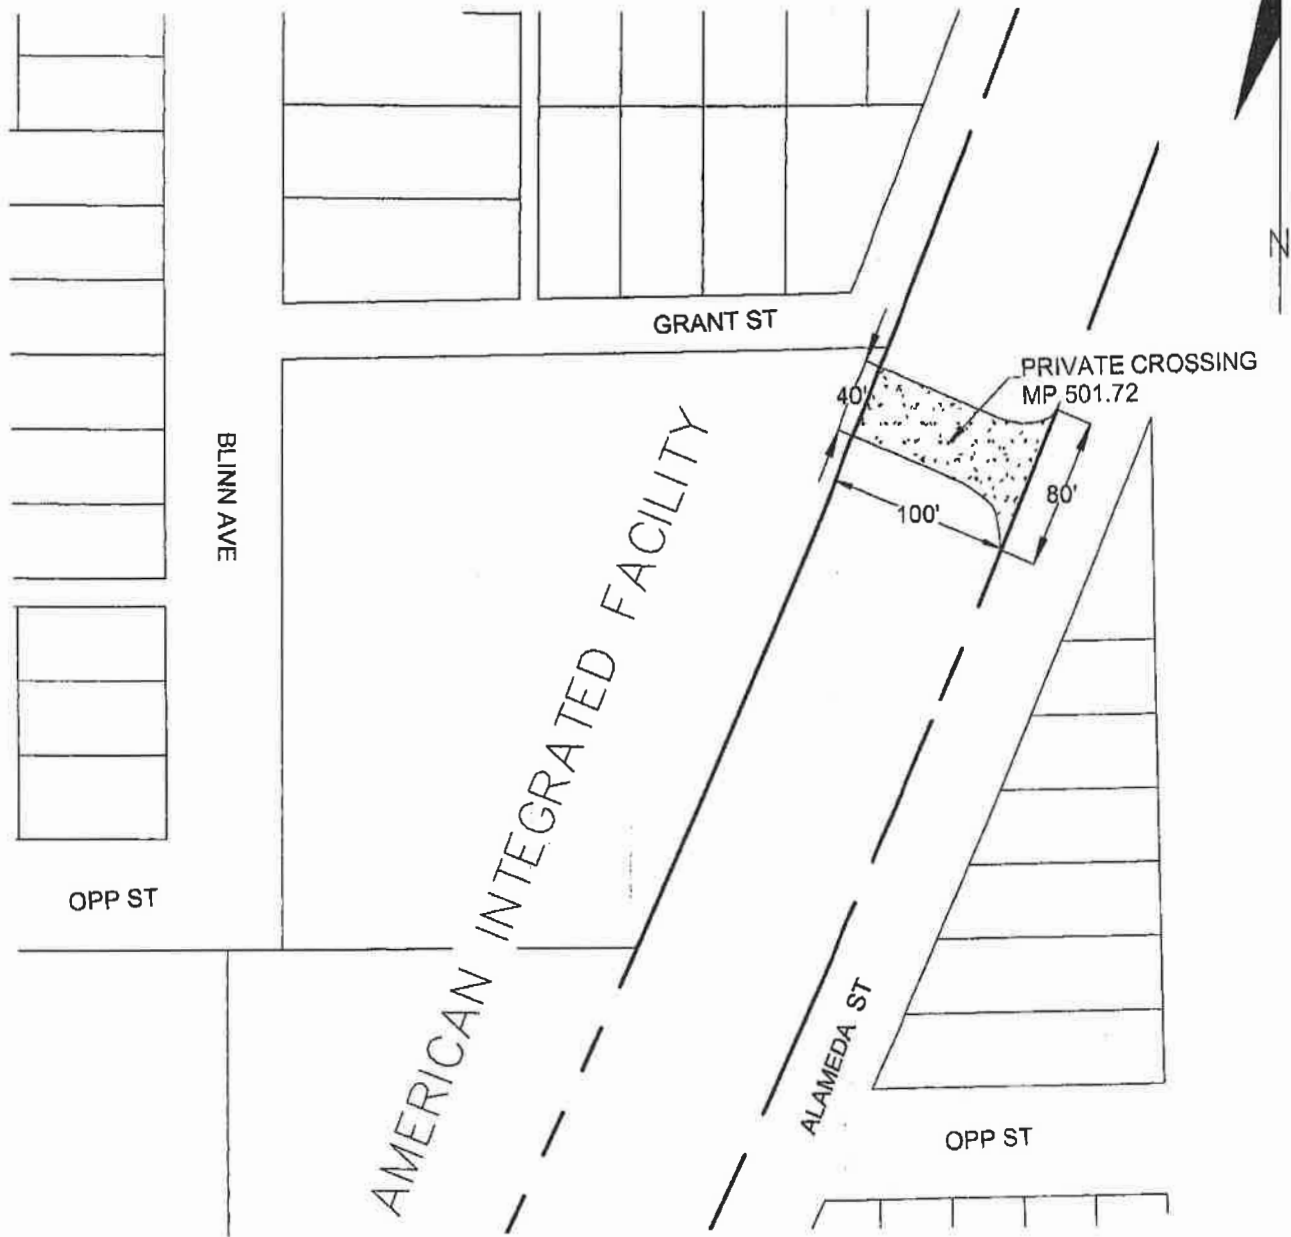 N
GRANT ST
PRIVATE CROSSING
MP 501.72
40'
BLINN AVE
80'
100'
AMERICAN INTEGRATED FACILITY
OPP ST
ALAMEDA ST
OPP ST